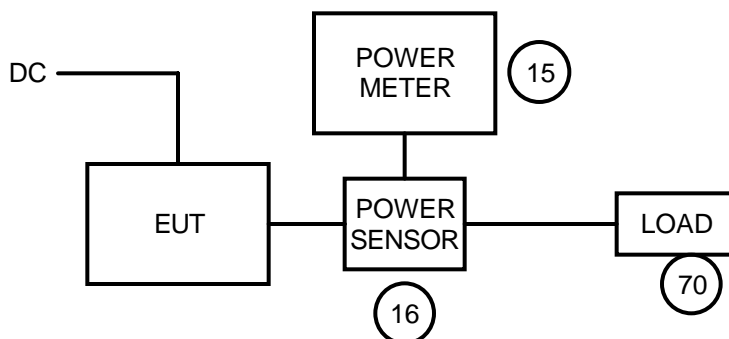 DC
POWER
METER
15
EUT
POWER
SENSOR
LOAD
16
70